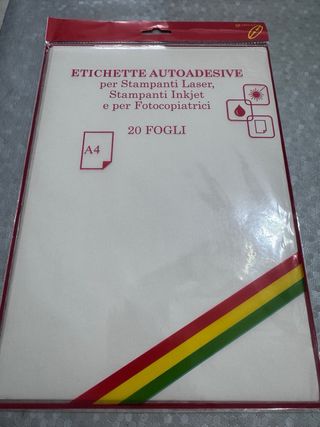 ETICHETTE AUTOADESIVE
per Stampanti Laser,
Stampanti Inkjet
e per Fotocopiatrici
20 FOGLI
A4